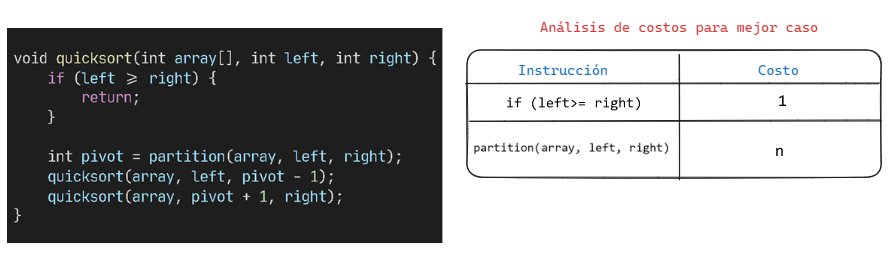 void quicksort(int array[], int left, int right) {
    if (left ≥ right) {
        return;
    }

    int pivot = partition(array, left, right);
    quicksort(array, left, pivot - 1);
    quicksort(array, pivot + 1, right);
}
Análisis de costos para mejor caso
Instrucción Costo
if (left>= right) 1
partition(array, left, right) n